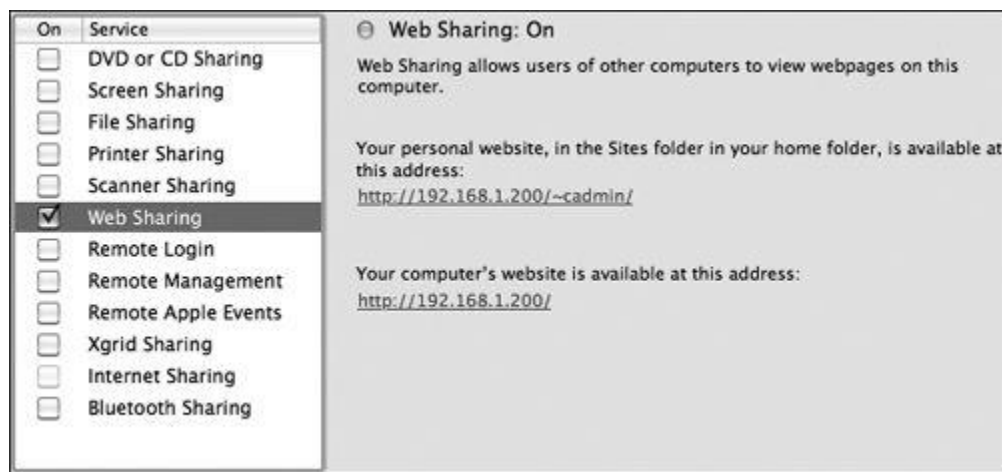 On Service
DVD or CD Sharing
Screen Sharing
File Sharing
Printer Sharing
Scanner Sharing
Web Sharing
Remote Login
Remote Management
Remote Apple Events
Xgrid Sharing
Internet Sharing
Bluetooth Sharing
Web Sharing: On
Web Sharing allows users of other computers to view webpages on this
computer.
Your personal website, in the Sites folder in your home folder, is available at
this address:
http://192.168.1.200/~cadmin/
Your computer's website is available at this address:
http://192.168.1.200/